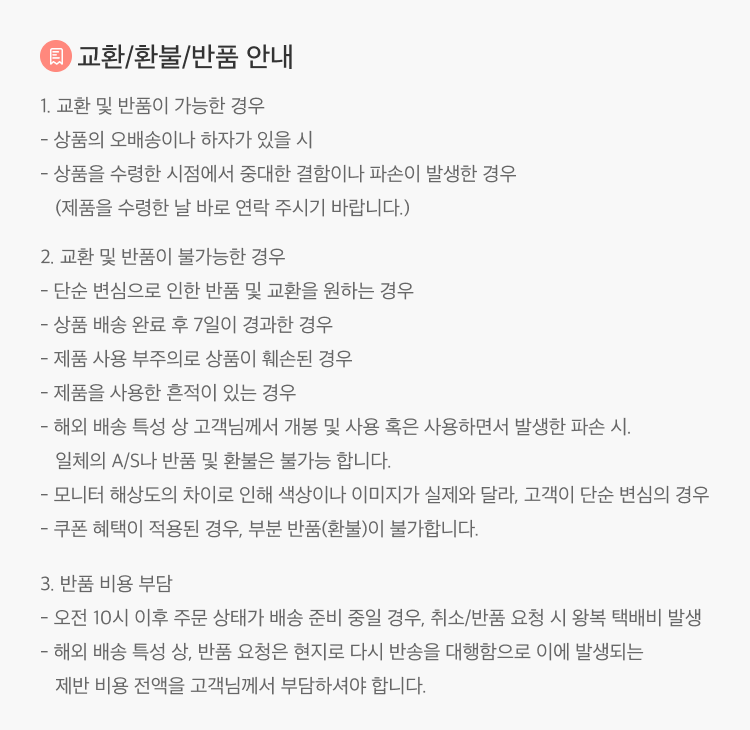 교환/환불/반품 안내
1. 교환 및 반품이 가능한 경우
- 상품의 오배송이나 하자가 있을 시
- 상품을 수령한 시점에서 중대한 결함이나 파손이 발생한 경우
(제품을 수령한 날 바로 연락 주시기 바랍니다.)
2. 교환 및 반품이 불가능한 경우
- 단순 변심으로 인한 반품 및 교환을 원하는 경우
- 상품 배송 완료 후 7일이 경과한 경우
- 제품 사용 부주의로 상품이 훼손된 경우
- 제품을 사용한 흔적이 있는 경우
- 해외 배송 특성 상 고객님께서 개봉 및 사용 혹은 사용하면서 발생한 파손 시.
일체의 A/S나 반품 및 환불은 불가능 합니다.
- 모니터 해상도의 차이로 인해 색상이나 이미지가 실제와 달라, 고객이 단순 변심의 경우
- 쿠폰 혜택이 적용된 경우, 부분 반품(환불)이 불가합니다.
3. 반품 비용 부담
- 오전 10시 이후 주문 상태가 배송 준비 중일 경우, 취소/반품 요청 시 왕복 택배비 발생
- 해외 배송 특성 상, 반품 요청은 현지로 다시 반송을 대행함으로 이에 발생되는
제반 비용 전액을 고객님께서 부담하셔야 합니다.